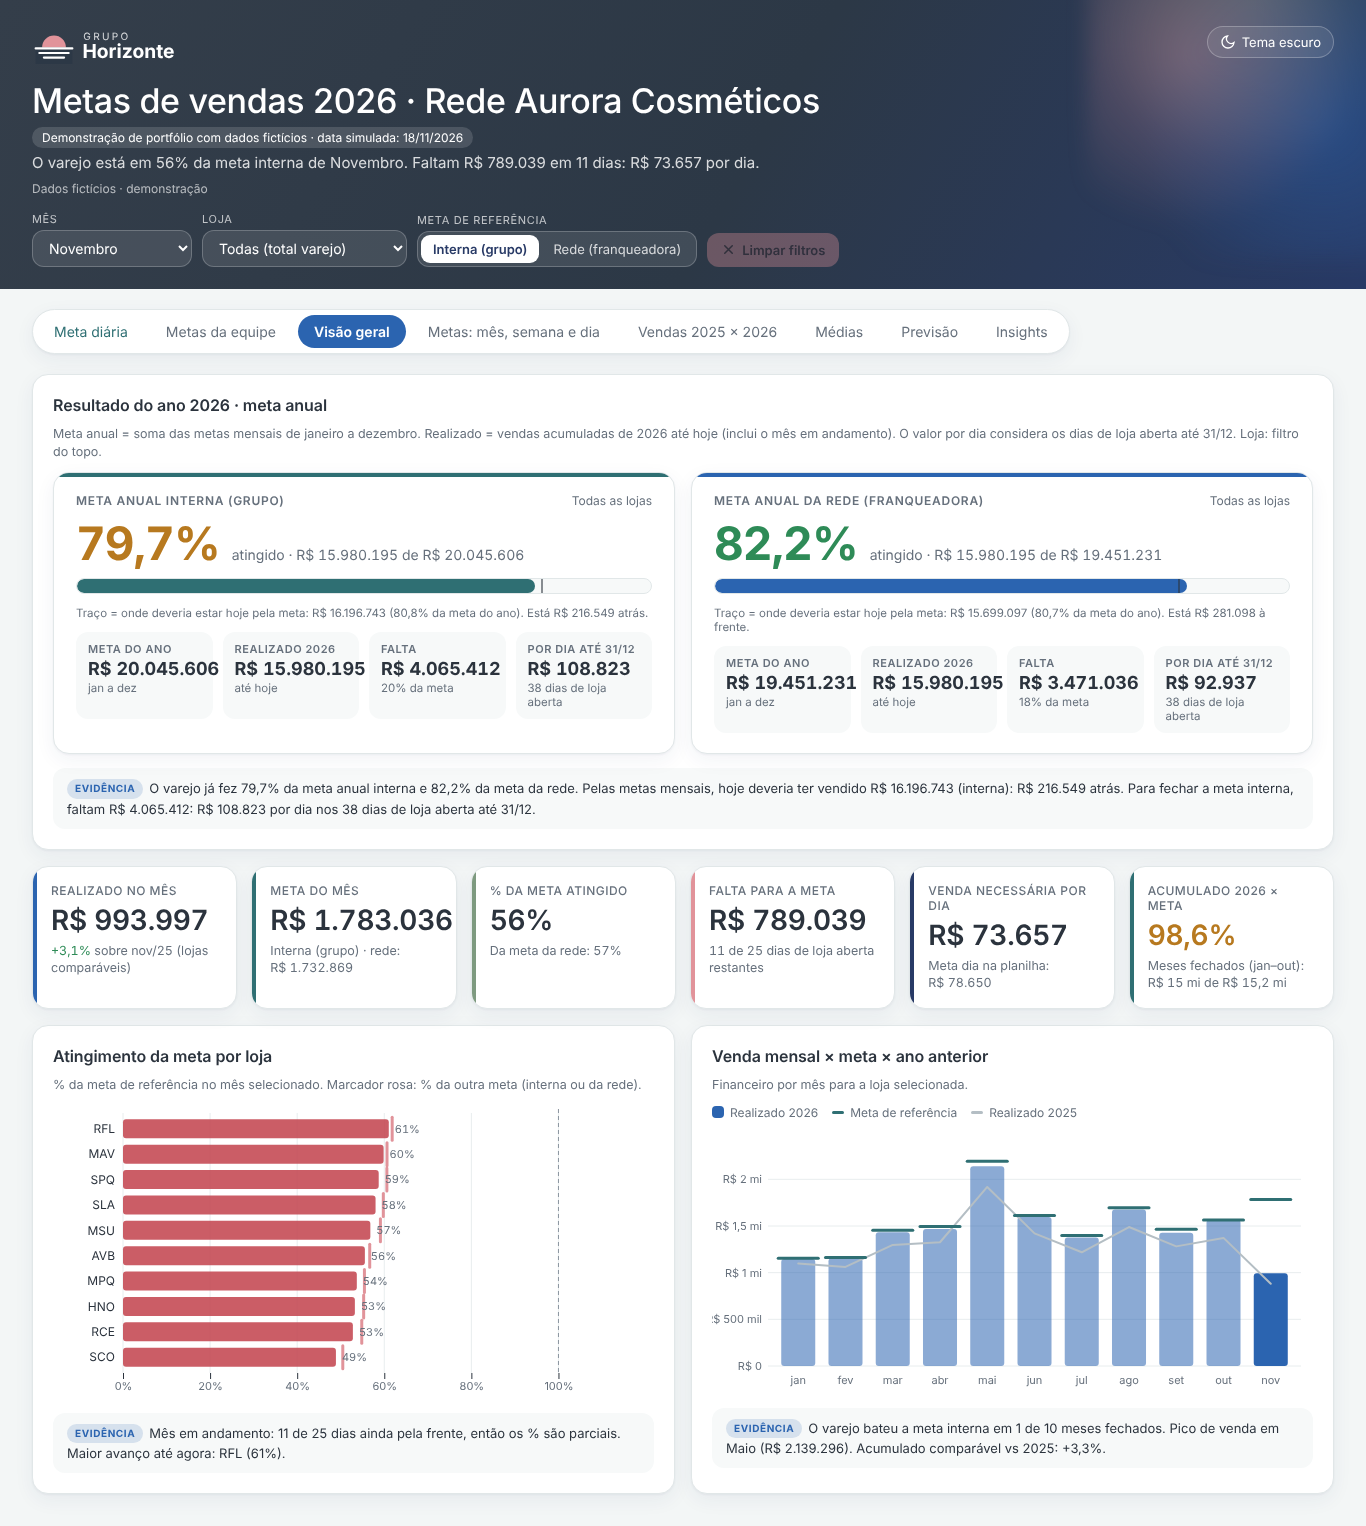 GRUPO
Horizonte
Tema escuro
Metas de vendas 2026 · Rede Aurora Cosméticos
Demonstração de portfólio com dados fictícios · data simulada: 18/11/2026
O varejo está em 56% da meta interna de Novembro. Faltam R$ 789.039 em 11 dias: R$ 73.657 por dia.
Dados fictícios · demonstração
MÊS
LOJA
META DE REFERÊNCIA
Novembro
Todas (total varejo)
Interna (grupo)
Rede (franqueadora)
✕ Limpar filtros
Meta diária
Metas da equipe
Visão geral
Metas: mês, semana e dia
Vendas 2025 × 2026
Médias
Previsão
Insights
Resultado do ano 2026 · meta anual
Meta anual = soma das metas mensais de janeiro a dezembro. Realizado = vendas acumuladas de 2026 até hoje (inclui o mês em andamento). O valor por dia considera os dias de loja aberta até 31/12. Loja: filtro
do topo.
META ANUAL INTERNA (GRUPO)
Todas as lojas
79,7% atingido · R$ 15.980.195 de R$ 20.045.606
Traço = onde deveria estar hoje pela meta: R$ 16.196.743 (80,8% da meta do ano). Está R$ 216.549 atrás.
META DO ANO
R$ 20.045.606
jan a dez
REALIZADO 2026
R$ 15.980.195
até hoje
FALTA
R$ 4.065.412
20% da meta
POR DIA ATÉ 31/12
R$ 108.823
38 dias de loja
aberta
META ANUAL DA REDE (FRANQUEADORA)
Todas as lojas
82,2% atingido · R$ 15.980.195 de R$ 19.451.231
Traço = onde deveria estar hoje pela meta: R$ 15.699.097 (80,7% da meta do ano). Está R$ 281.098 à
frente.
META DO ANO
R$ 19.451.231
jan a dez
REALIZADO 2026
R$ 15.980.195
até hoje
FALTA
R$ 3.471.036
18% da meta
POR DIA ATÉ 31/12
R$ 92.937
38 dias de loja
aberta
EVIDÊNCIA O varejo já fez 79,7% da meta anual interna e 82,2% da meta da rede. Pelas metas mensais, hoje deveria ter vendido R$ 16.196.743 (interna): R$ 216.549 atrás. Para fechar a meta interna,
faltam R$ 4.065.412: R$ 108.823 por dia nos 38 dias de loja aberta até 31/12.
REALIZADO NO MÊS
R$ 993.997
+3,1% sobre nov/25 (lojas
comparáveis)
META DO MÊS
R$ 1.783.036
Interna (grupo) · rede:
R$ 1.732.869
% DA META ATINGIDO
56%
Da meta da rede: 57%
FALTA PARA A META
R$ 789.039
11 de 25 dias de loja aberta
restantes
VENDA NECESSÁRIA POR
DIA
R$ 73.657
Meta dia na planilha:
R$ 78.650
ACUMULADO 2026 ×
META
98,6%
Meses fechados (jan–out):
R$ 15 mi de R$ 15,2 mi
Atingimento da meta por loja
% da meta de referência no mês selecionado. Marcador rosa: % da outra meta (interna ou da rede).
RFL 61%
MAV 60%
SPQ 59%
SLA 58%
MSU 57%
AVB 56%
MPQ 54%
HNO 53%
RCE 53%
SCO 49%
0% 20% 40% 60% 80% 100%
EVIDÊNCIA Mês em andamento: 11 de 25 dias ainda pela frente, então os % são parciais.
Maior avanço até agora: RFL (61%).
Venda mensal × meta × ano anterior
Financeiro por mês para a loja selecionada.
Realizado 2026 Meta de referência Realizado 2025
R$ 2 mi
R$ 1,5 mi
R$ 1 mi
$ 500 mil
R$ 0
jan fev mar abr mai jun jul ago set out nov
EVIDÊNCIA O varejo bateu a meta interna em 1 de 10 meses fechados. Pico de venda em
Maio (R$ 2.139.296). Acumulado comparável vs 2025: +3,3%.